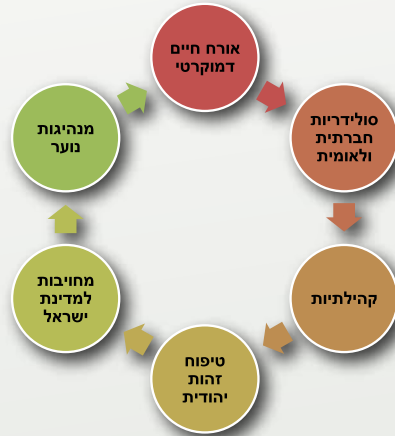 אורח חיים
דמוקרטי
סולידריות
חברתית
ולאומית
קהילתיות
טיפוח
זהות
יהודית
מחויבות
למדינת
ישראל
מנהיגות
נוער